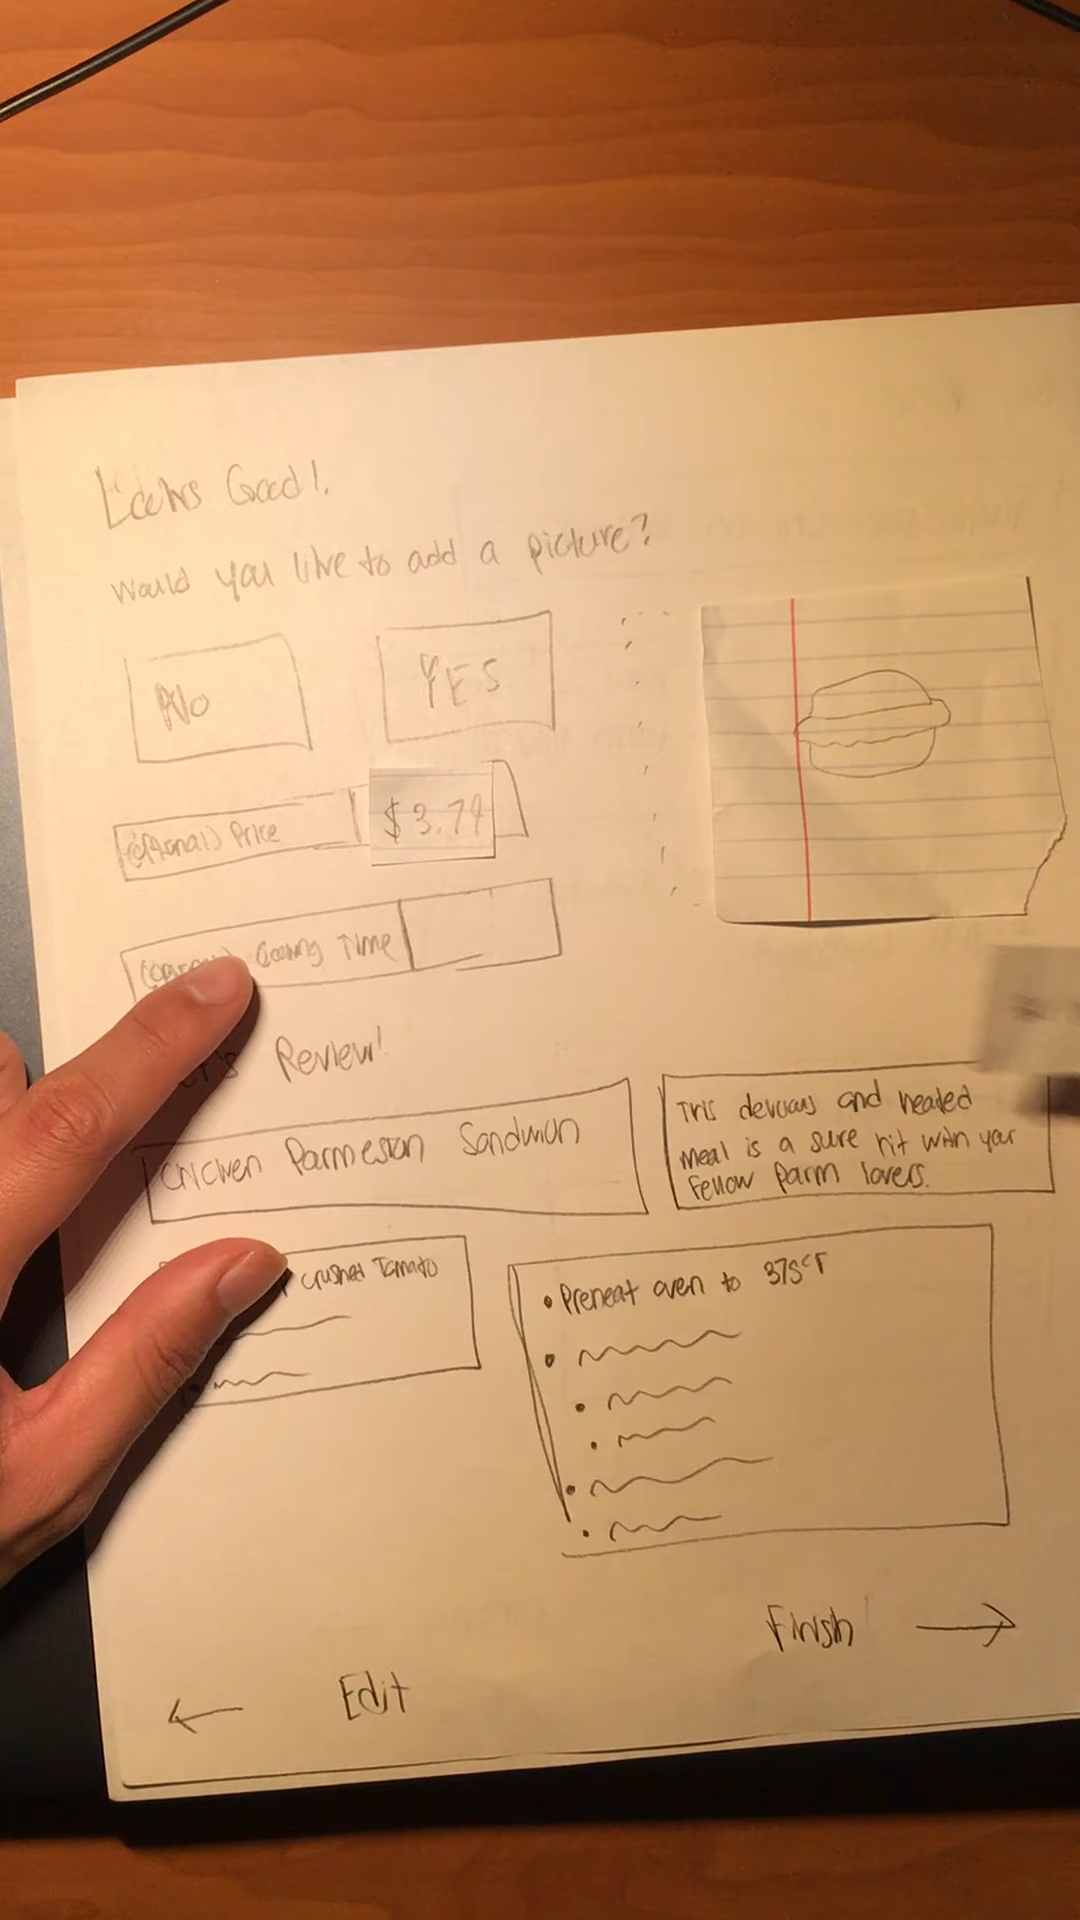 Looks Good!
Would you like to add a picture?
No
YES
(optional) Price
$3.79
Cooking Time
Review!
Chicken Parmesan Sandwich
This delicious and heated
meal is a sure hit with your
fellow parm lovers.
crushed Tomato
• Preheat oven to 375°F
Finish →
← Edit